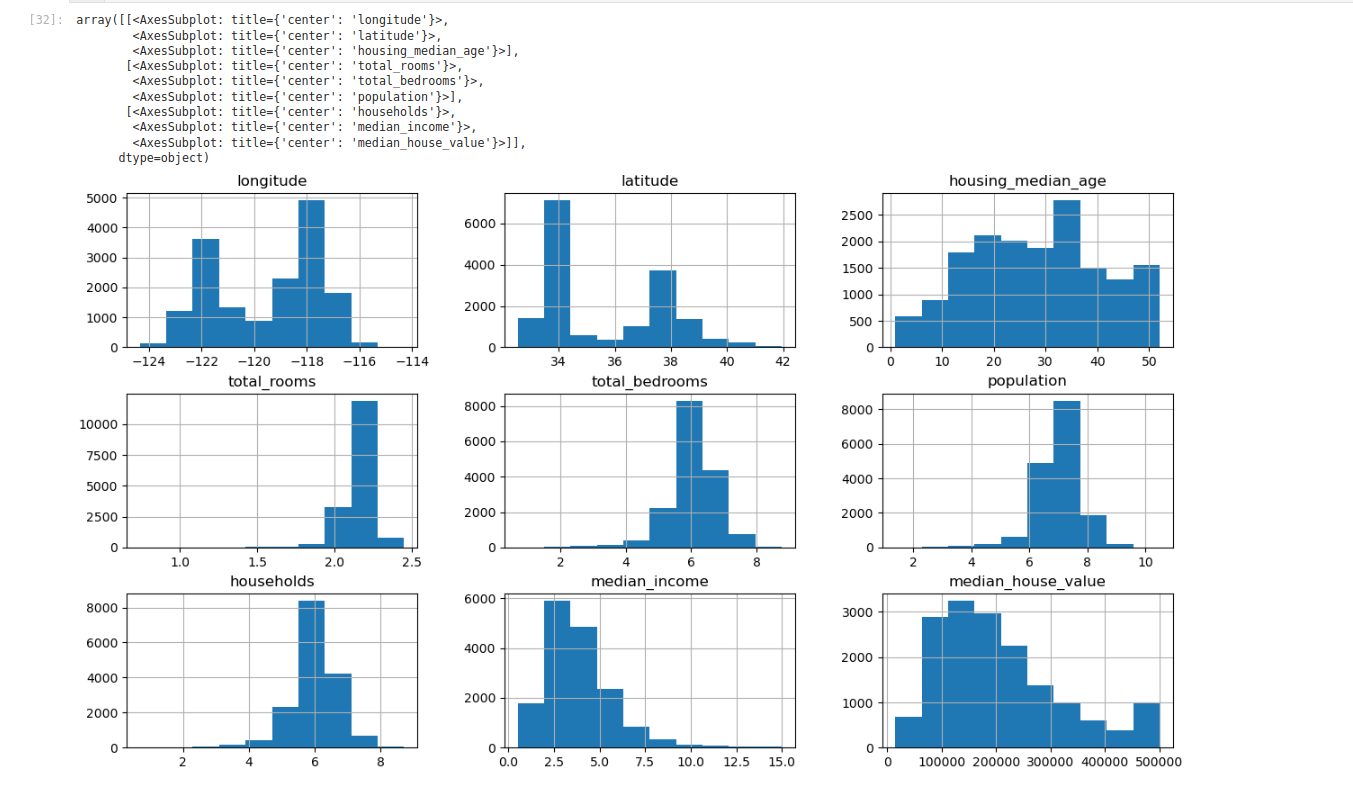 [32]: array([[<AxesSubplot: title={'center': 'longitude'}>,
<AxesSubplot: title={'center': 'latitude'}>,
<AxesSubplot: title={'center': 'housing_median_age'}>],
[<AxesSubplot: title={'center': 'total_rooms'}>,
<AxesSubplot: title={'center': 'total_bedrooms'}>,
<AxesSubplot: title={'center': 'population'}>],
[<AxesSubplot: title={'center': 'households'}>,
<AxesSubplot: title={'center': 'median_income'}>,
<AxesSubplot: title={'center': 'median_house_value'}>]],
dtype=object)
longitude
5000
4000
3000
2000
1000
0
−124 −122 −120 −118 −116 −114
latitude
6000
4000
2000
0
34 36 38 40 42
housing_median_age
2500
2000
1500
1000
500
0
0 10 20 30 40 50
total_rooms
10000
7500
5000
2500
0
1.0 1.5 2.0 2.5
total_bedrooms
8000
6000
4000
2000
0
2 4 6 8
population
8000
6000
4000
2000
0
2 4 6 8 10
households
8000
6000
4000
2000
0
2 4 6 8
median_income
6000
4000
2000
0
0.0 2.5 5.0 7.5 10.0 12.5 15.0
median_house_value
3000
2000
1000
0
0 100000 200000 300000 400000 500000